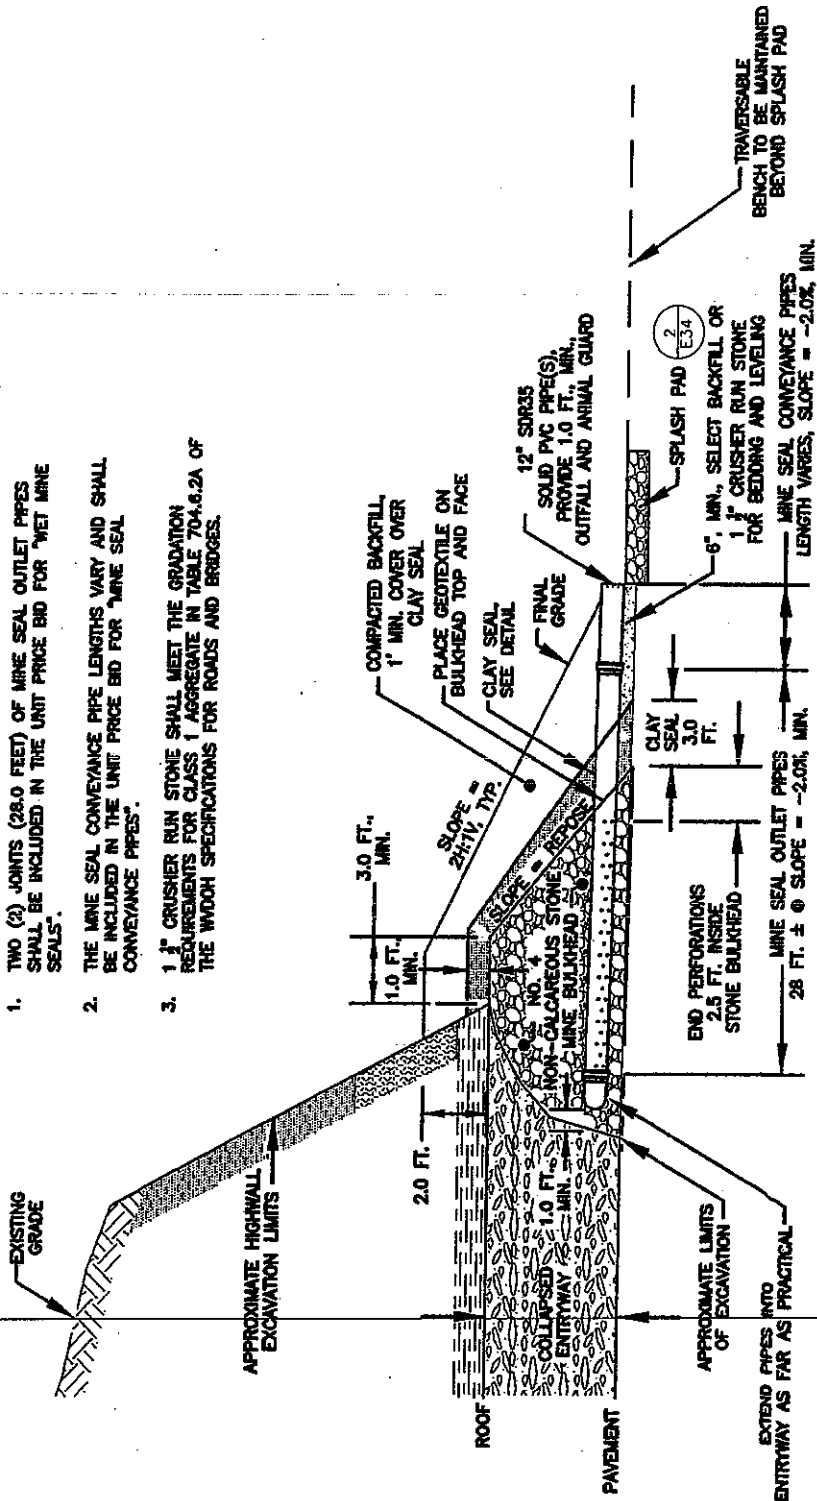 1. TWO (2) JOINTS (28.0 FEET) OF MINE SEAL OUTLET PIPES
SHALL BE INCLUDED IN THE UNIT PRICE BID FOR "WET MINE
SEALS".
2. THE MINE SEAL CONVEYANCE PIPE LENGTHS VARY AND SHALL
BE INCLUDED IN THE UNIT PRICE BID FOR "MINE SEAL
CONVEYANCE PIPES".
3. 1 1/2" CRUSHER RUN STONE SHALL MEET THE GRADATION
REQUIREMENTS FOR CLASS 1 AGGREGATE IN TABLE 704.6.2A OF
THE WVDOH SPECIFICATIONS FOR ROADS AND BRIDGES.
EXISTING
GRADE
APPROXIMATE HIGHWALL
EXCAVATION LIMITS
2.0 FT.
3.0 FT.,
MIN.
1.0 FT.,
MIN.
SLOPE =
2H:1V, TYP.
COMPACTED BACKFILL,
1' MIN. COVER OVER
CLAY SEAL
PLACE GEOTEXTILE ON
BULKHEAD TOP AND FACE
CLAY SEAL,
SEE DETAIL
FINAL
GRADE
12" SDR35
SOLID PVC PIPE(S),
PROVIDE 1.0 FT., MIN.,
OUTFALL AND ANIMAL GUARD
SLOPE = REPOSE
NO. 4
NON-CALCAREOUS STONE
MINE BULKHEAD
ROOF
COLLAPSED
ENTRYWAY
1.0 FT.,
MIN.
PAVEMENT
APPROXIMATE LIMITS
OF EXCAVATION
EXTEND PIPES INTO
ENTRYWAY AS FAR AS PRACTICAL
END PERFORATIONS
2.5 FT. INSIDE
STONE BULKHEAD
CLAY
SEAL
3.0
FT.
MINE SEAL OUTLET PIPES
28 FT. ± @ SLOPE = -2.0%, MIN.
SPLASH PAD
2
E34
6", MIN., SELECT BACKFILL OR
1 1/2" CRUSHER RUN STONE
FOR BEDDING AND LEVELING
MINE SEAL CONVEYANCE PIPES
LENGTH VARIES, SLOPE = -2.0%, MIN.
TRAVERSABLE
BENCH TO BE MAINTAINED
BEYOND SPLASH PAD